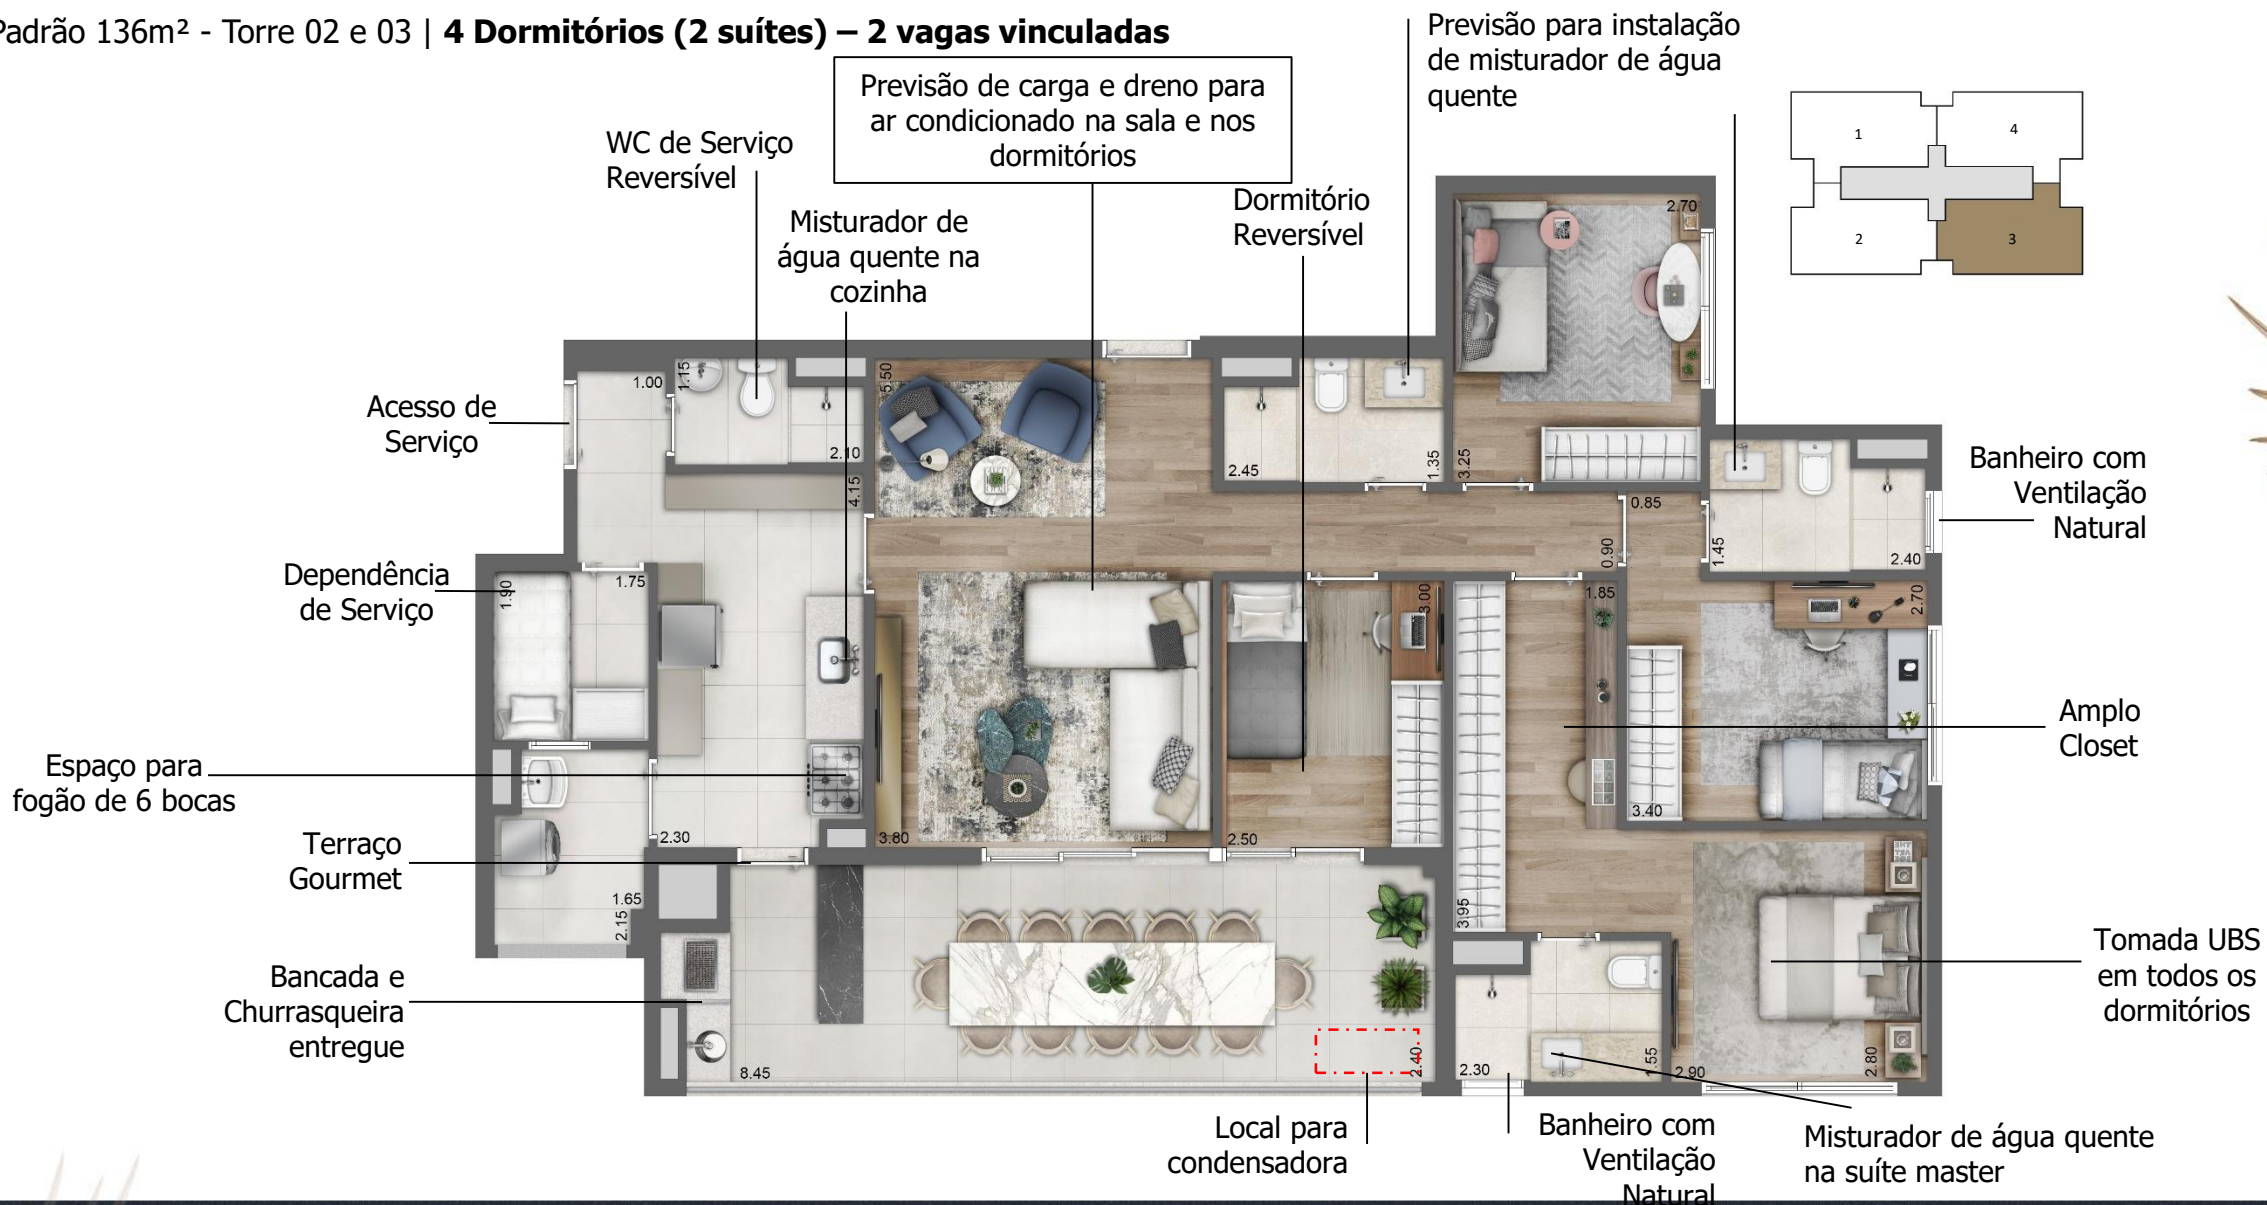 Padrão 136m² - Torre 02 e 03 | 4 Dormitórios (2 suítes) – 2 vagas vinculadas
Previsão para instalação
de misturador de água
quente
Previsão de carga e dreno para
ar condicionado na sala e nos
dormitórios
WC de Serviço
Reversível
Misturador de
água quente na
cozinha
Dormitório
Reversível
1
4
2
3
Acesso de
Serviço
Dependência
de Serviço
Espaço para
fogão de 6 bocas
Terraço
Gourmet
Bancada e
Churrasqueira
entregue
Banheiro com
Ventilação
Natural
Amplo
Closet
Tomada UBS
em todos os
dormitórios
Local para
condensadora
Banheiro com
Ventilação
Natural
Misturador de água quente
na suíte master
2.70
1.00
1.15
5.50
2.10
4.15
2.45
1.35
3.25
0.85
0.90
1.45
2.40
1.90
1.75
3.00
1.85
2.70
2.30
3.80
2.50
3.40
1.65
2.15
3.95
8.45
2.40
2.30
1.55
2.90
2.80